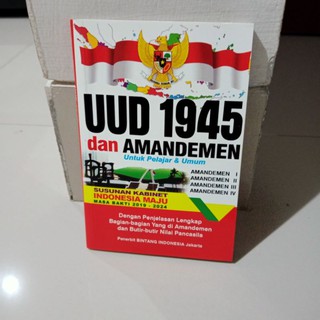 UUD 1945
dan AMANDEMEN
Untuk Pelajar & Umum
AMANDEMEN I
AMANDEMEN II
AMANDEMEN III
AMANDEMEN IV
SUSUNAN KABINET
INDONESIA MAJU
MASA BAKTI 2019 - 2024
Dengan Penjelasan Lengkap
Bagian-bagian Yang di Amandemen
dan Butir-butir Nilai Pancasila
Penerbit BINTANG INDONESIA Jakarta